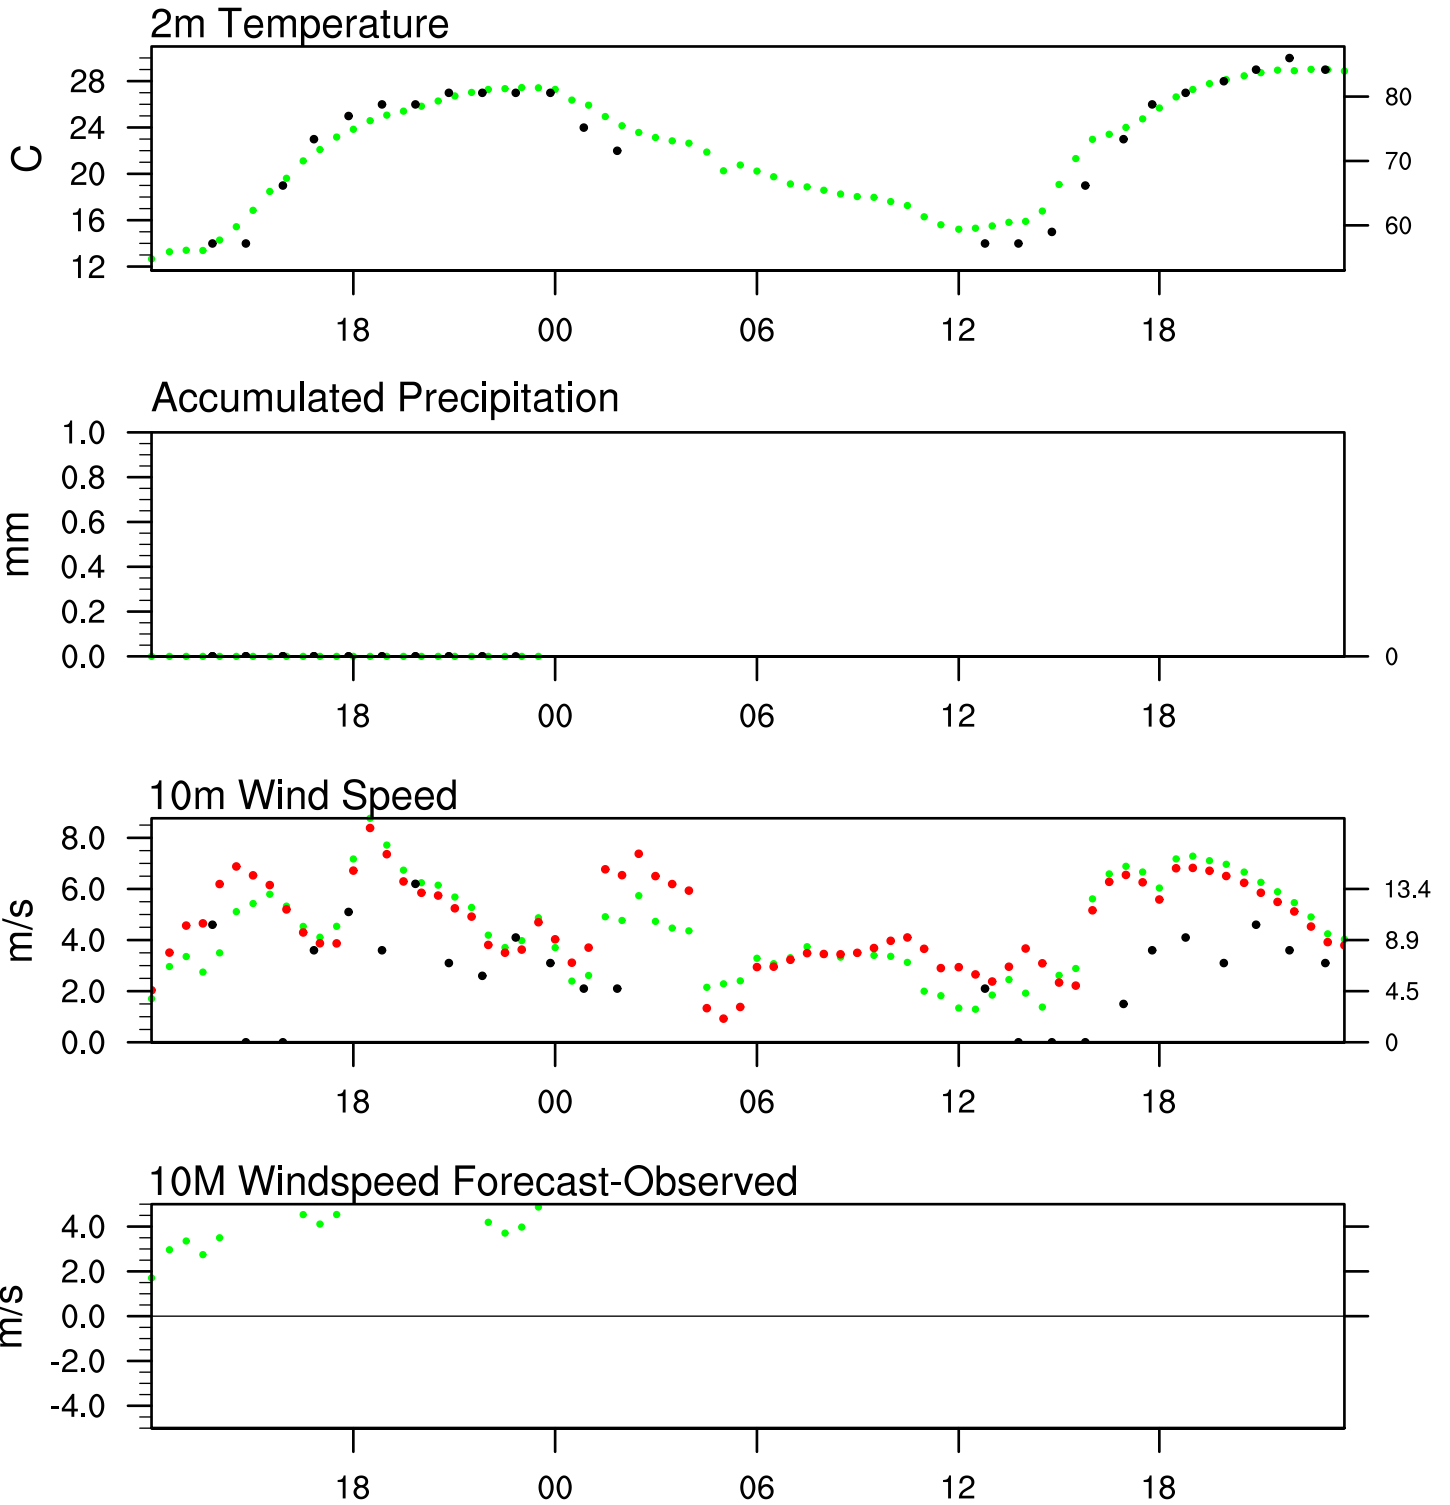 2m Temperature
28
24
20
16
12
C
80
70
60
18 00 06 12 18
Accumulated Precipitation
1.0
0.8
0.6
0.4
0.2
0.0
mm
0
18 00 06 12 18
10m Wind Speed
8.0
6.0
4.0
2.0
0.0
m/s
13.4
8.9
4.5
0
18 00 06 12 18
10M Windspeed Forecast-Observed
4.0
2.0
0.0
-2.0
-4.0
m/s
18 00 06 12 18